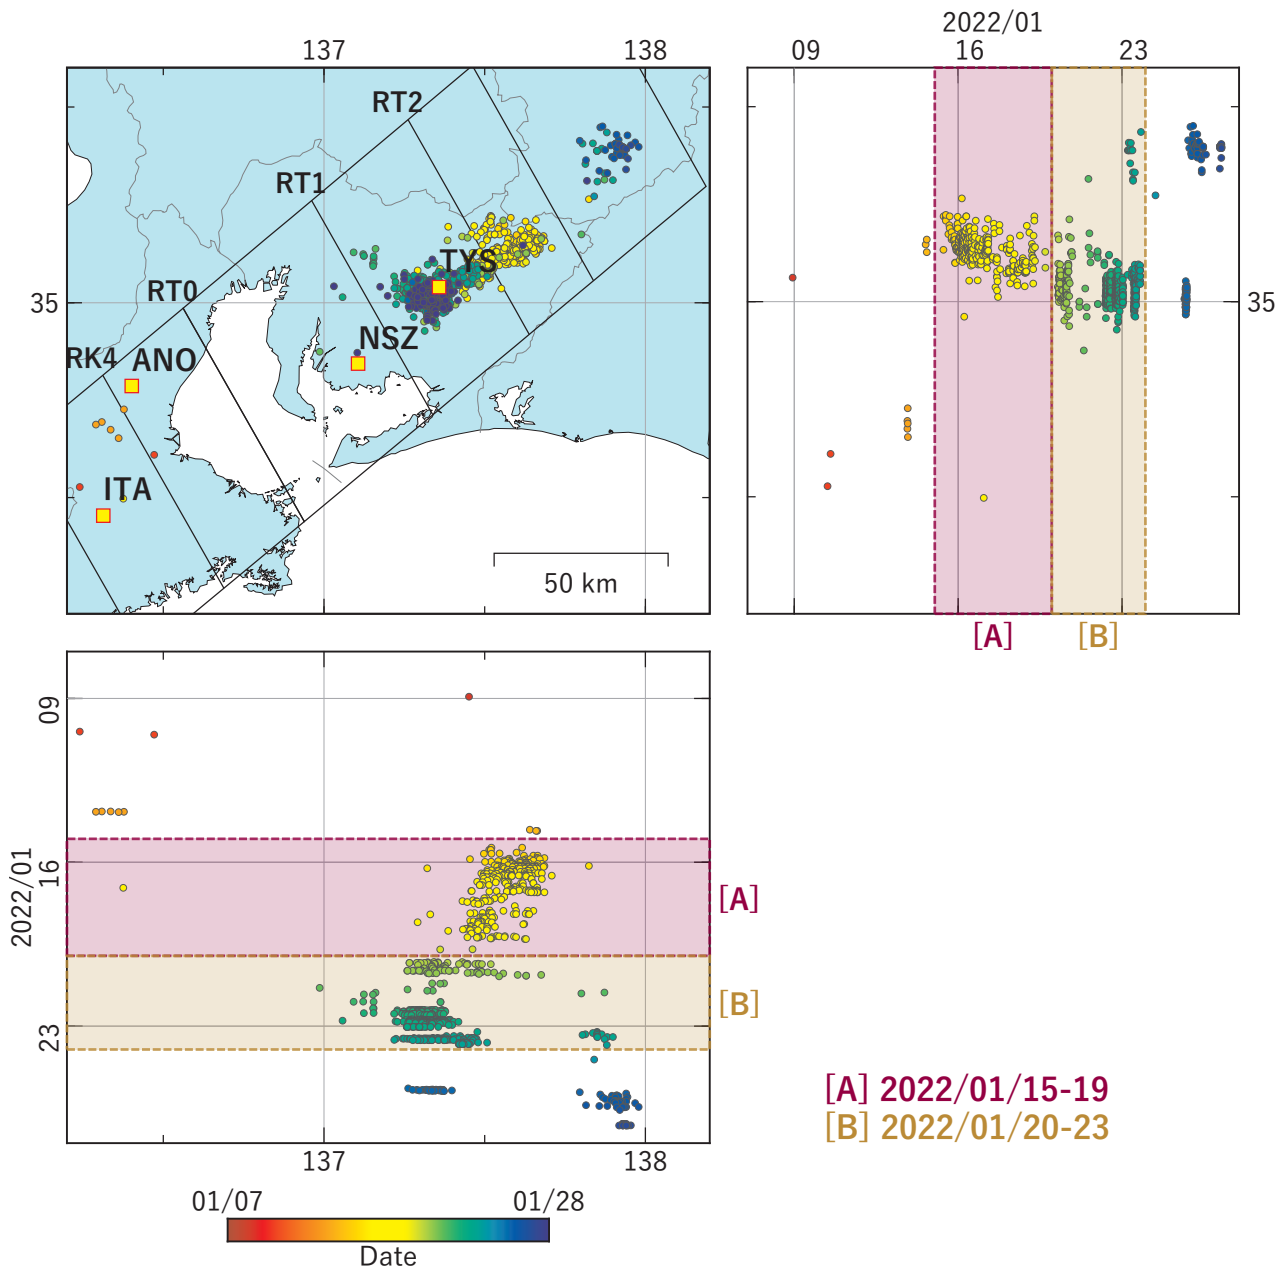 2022/01
137
138
09
16
23
RT2
RT1
TYS
RT0
35
35
NSZ
RK4
ANO
ITA
50 km
[A]
[B]
09
16
2022/01
23
[A]
[B]
[A] 2022/01/15-19
[B] 2022/01/20-23
137
138
01/07
01/28
Date